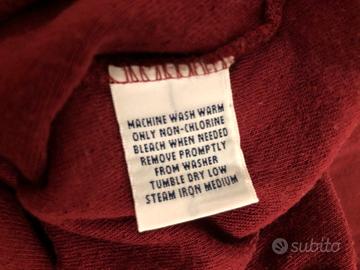 MACHINE WASH WARM
ONLY NON-CHLORINE
BLEACH WHEN NEEDED
REMOVE PROMPTLY
FROM WASHER
TUMBLE DRY LOW
STEAM IRON MEDIUM
subito